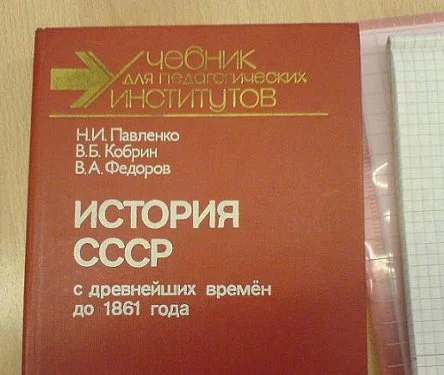 Учебник
для педагогических
институтов
Н.И. Павленко
В.Б. Кобрин
В.А. Федоров
ИСТОРИЯ
СССР
с древнейших времён
до 1861 года